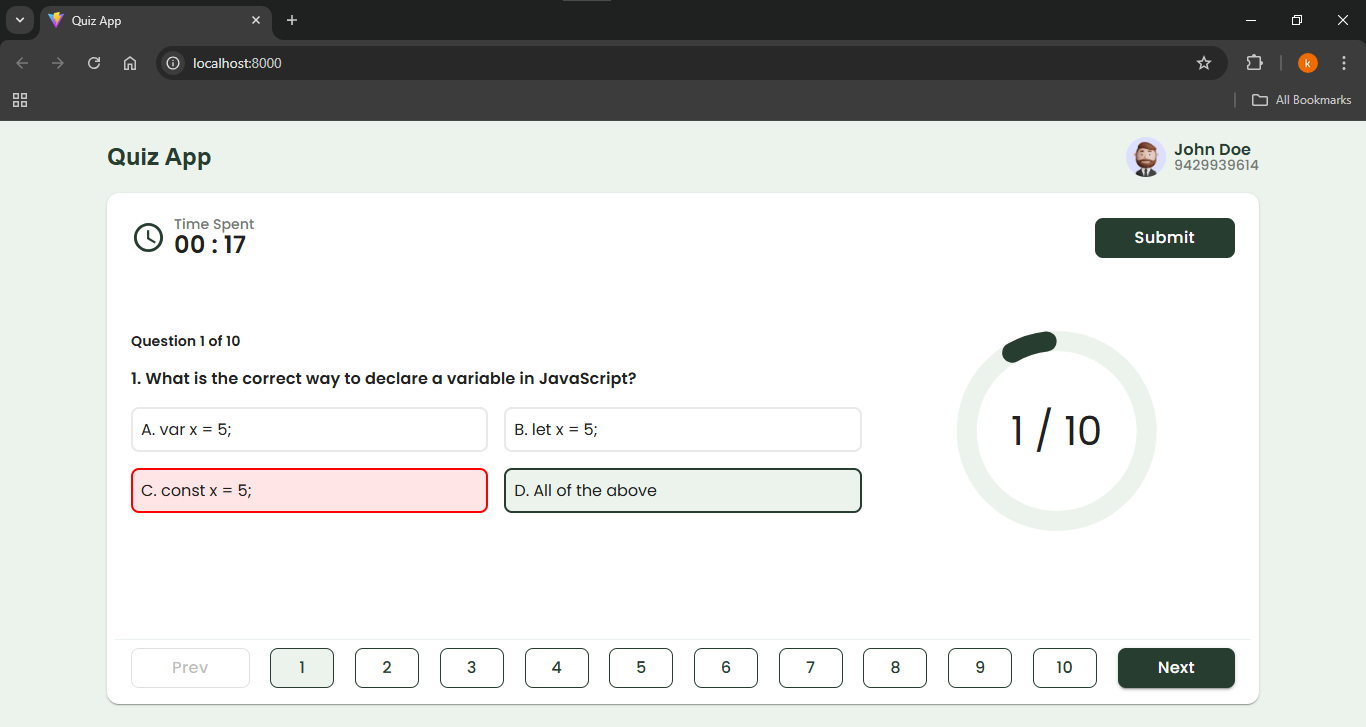 Quiz App
localhost:8000
k
All Bookmarks
Quiz App
John Doe
9429939614
Time Spent
00 : 17
Submit
Question 1 of 10
1. What is the correct way to declare a variable in JavaScript?
A. var x = 5;
B. let x = 5;
C. const x = 5;
D. All of the above
1 / 10
Prev 1 2 3 4 5 6 7 8 9 10 Next